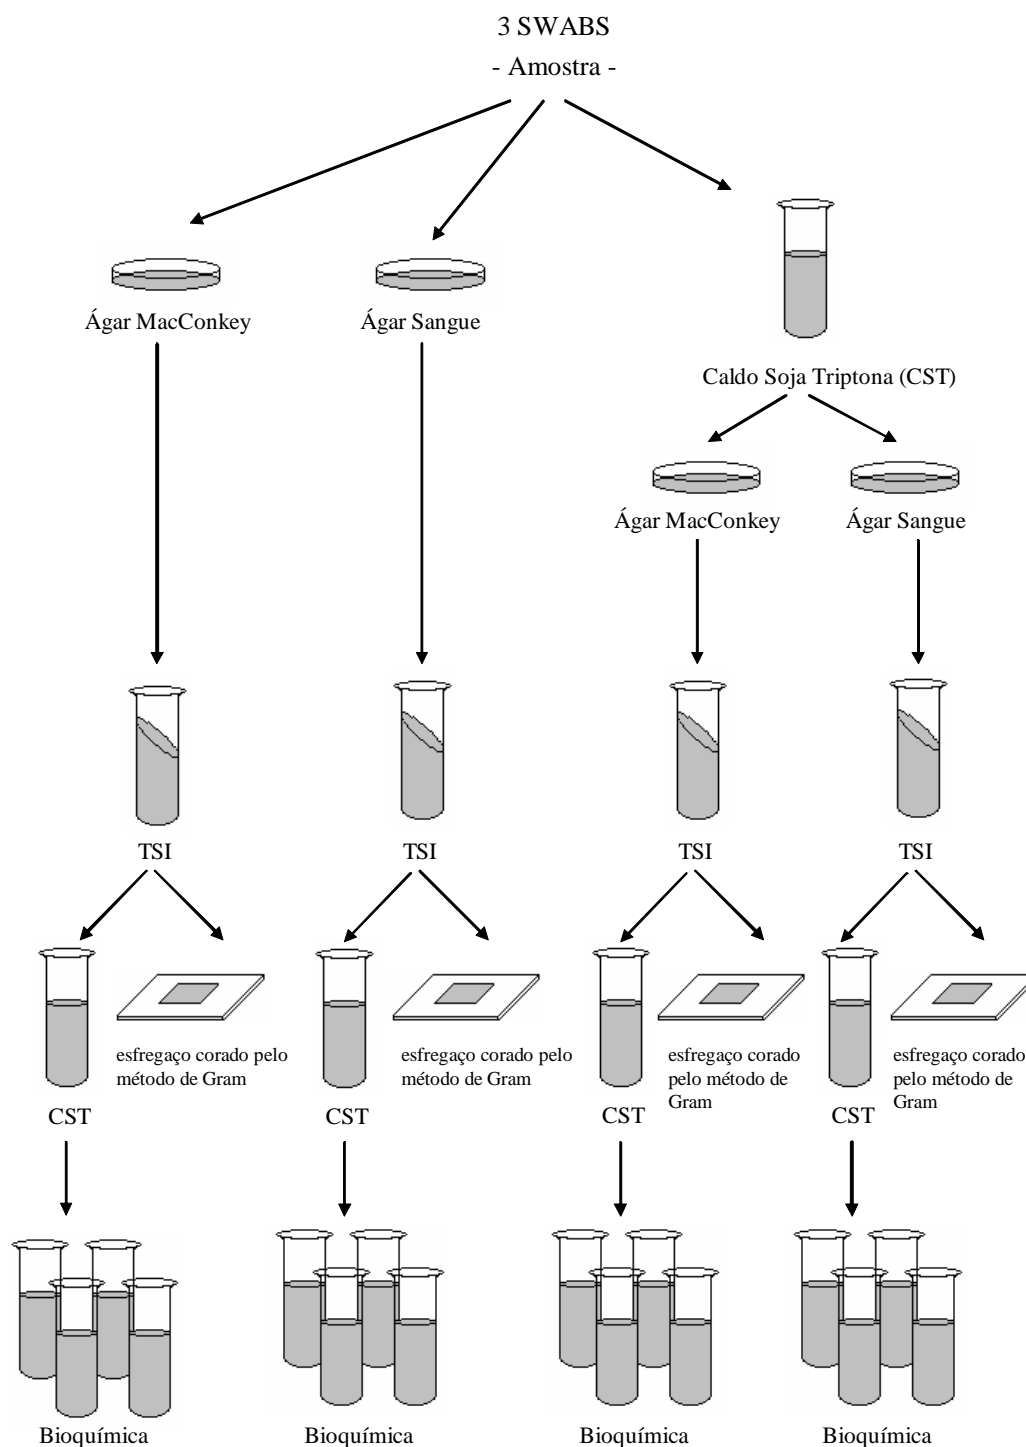 3 SWABS
- Amostra -
Ágar MacConkey
Ágar Sangue
Caldo Soja Triptona (CST)
Ágar MacConkey
Ágar Sangue
TSI
TSI
TSI
TSI
esfregaço corado pelo
método de Gram
esfregaço corado pelo
método de Gram
esfregaço corado
pelo método de
Gram
esfregaço corado
pelo método de
Gram
CST
CST
CST
CST
Bioquímica
Bioquímica
Bioquímica
Bioquímica